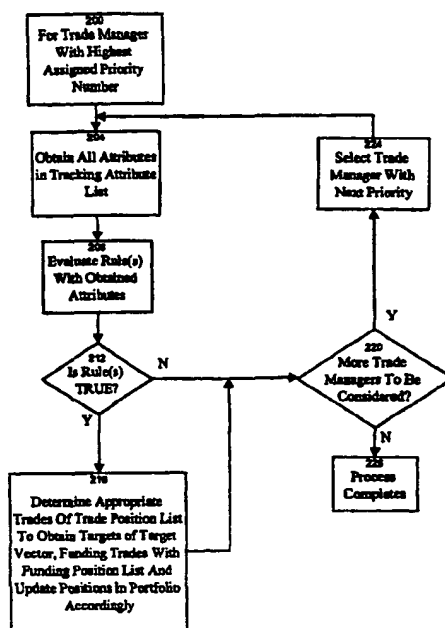 200
For Trade Manager
With Highest
Assigned Priority
Number
204
Obtain All Attributes
in Tracking Attribute
List
208
Evaluate Rule(s)
With Obtained
Attributes
212
Is Rule(s)
TRUE?
N
Y
216
Determine Appropriate
Trades Of Trade Position List
To Obtain Targets of Target
Vector, Funding Trades With
Funding Position List And
Update Positions In Portfolio
Accordingly
224
Select Trade
Manager With
Next Priority
Y
220
More Trade
Managers To Be
Considered?
N
228
Process
Completes